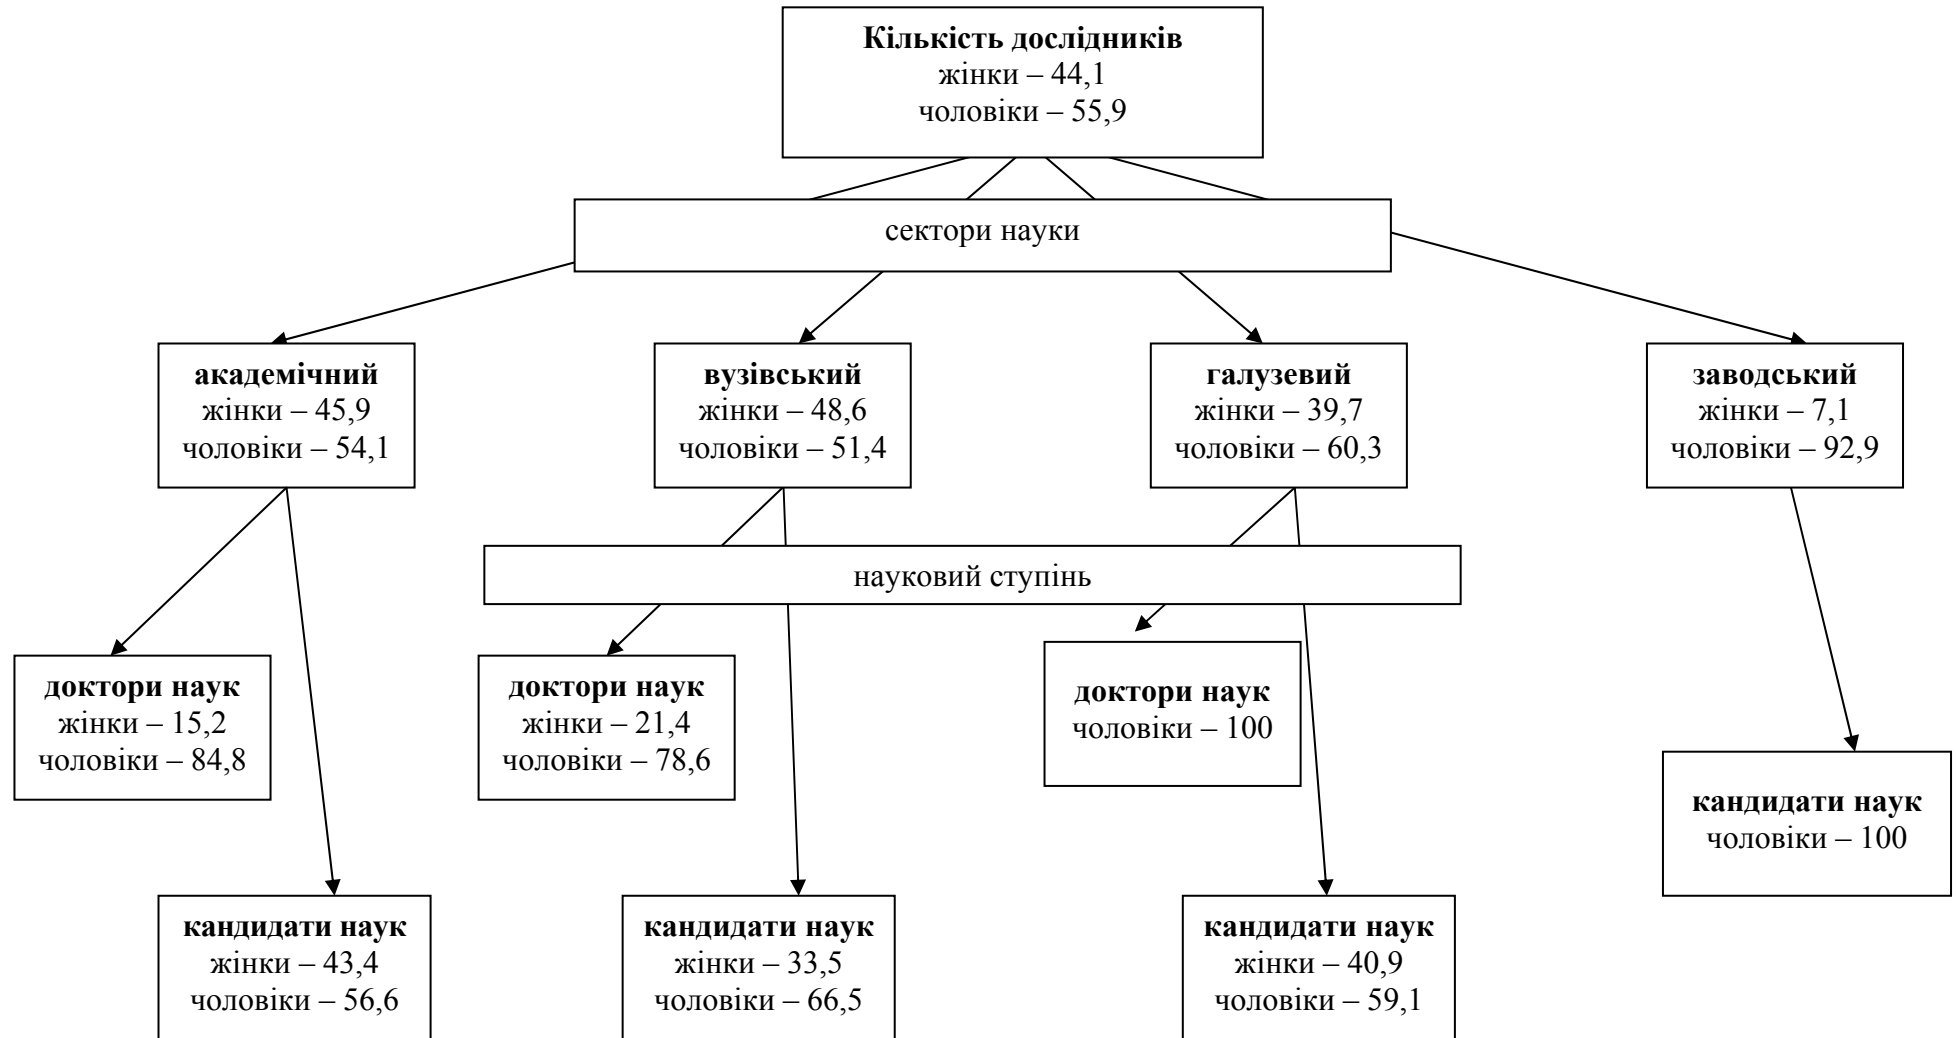 Кількість дослідників
жінки – 44,1
чоловіки – 55,9
сектори науки
академічний
жінки – 45,9
чоловіки – 54,1
вузівський
жінки – 48,6
чоловіки – 51,4
галузевий
жінки – 39,7
чоловіки – 60,3
заводський
жінки – 7,1
чоловіки – 92,9
науковий ступінь
доктори наук
жінки – 15,2
чоловіки – 84,8
доктори наук
жінки – 21,4
чоловіки – 78,6
доктори наук
чоловіки – 100
кандидати наук
чоловіки – 100
кандидати наук
жінки – 43,4
чоловіки – 56,6
кандидати наук
жінки – 33,5
чоловіки – 66,5
кандидати наук
жінки – 40,9
чоловіки – 59,1